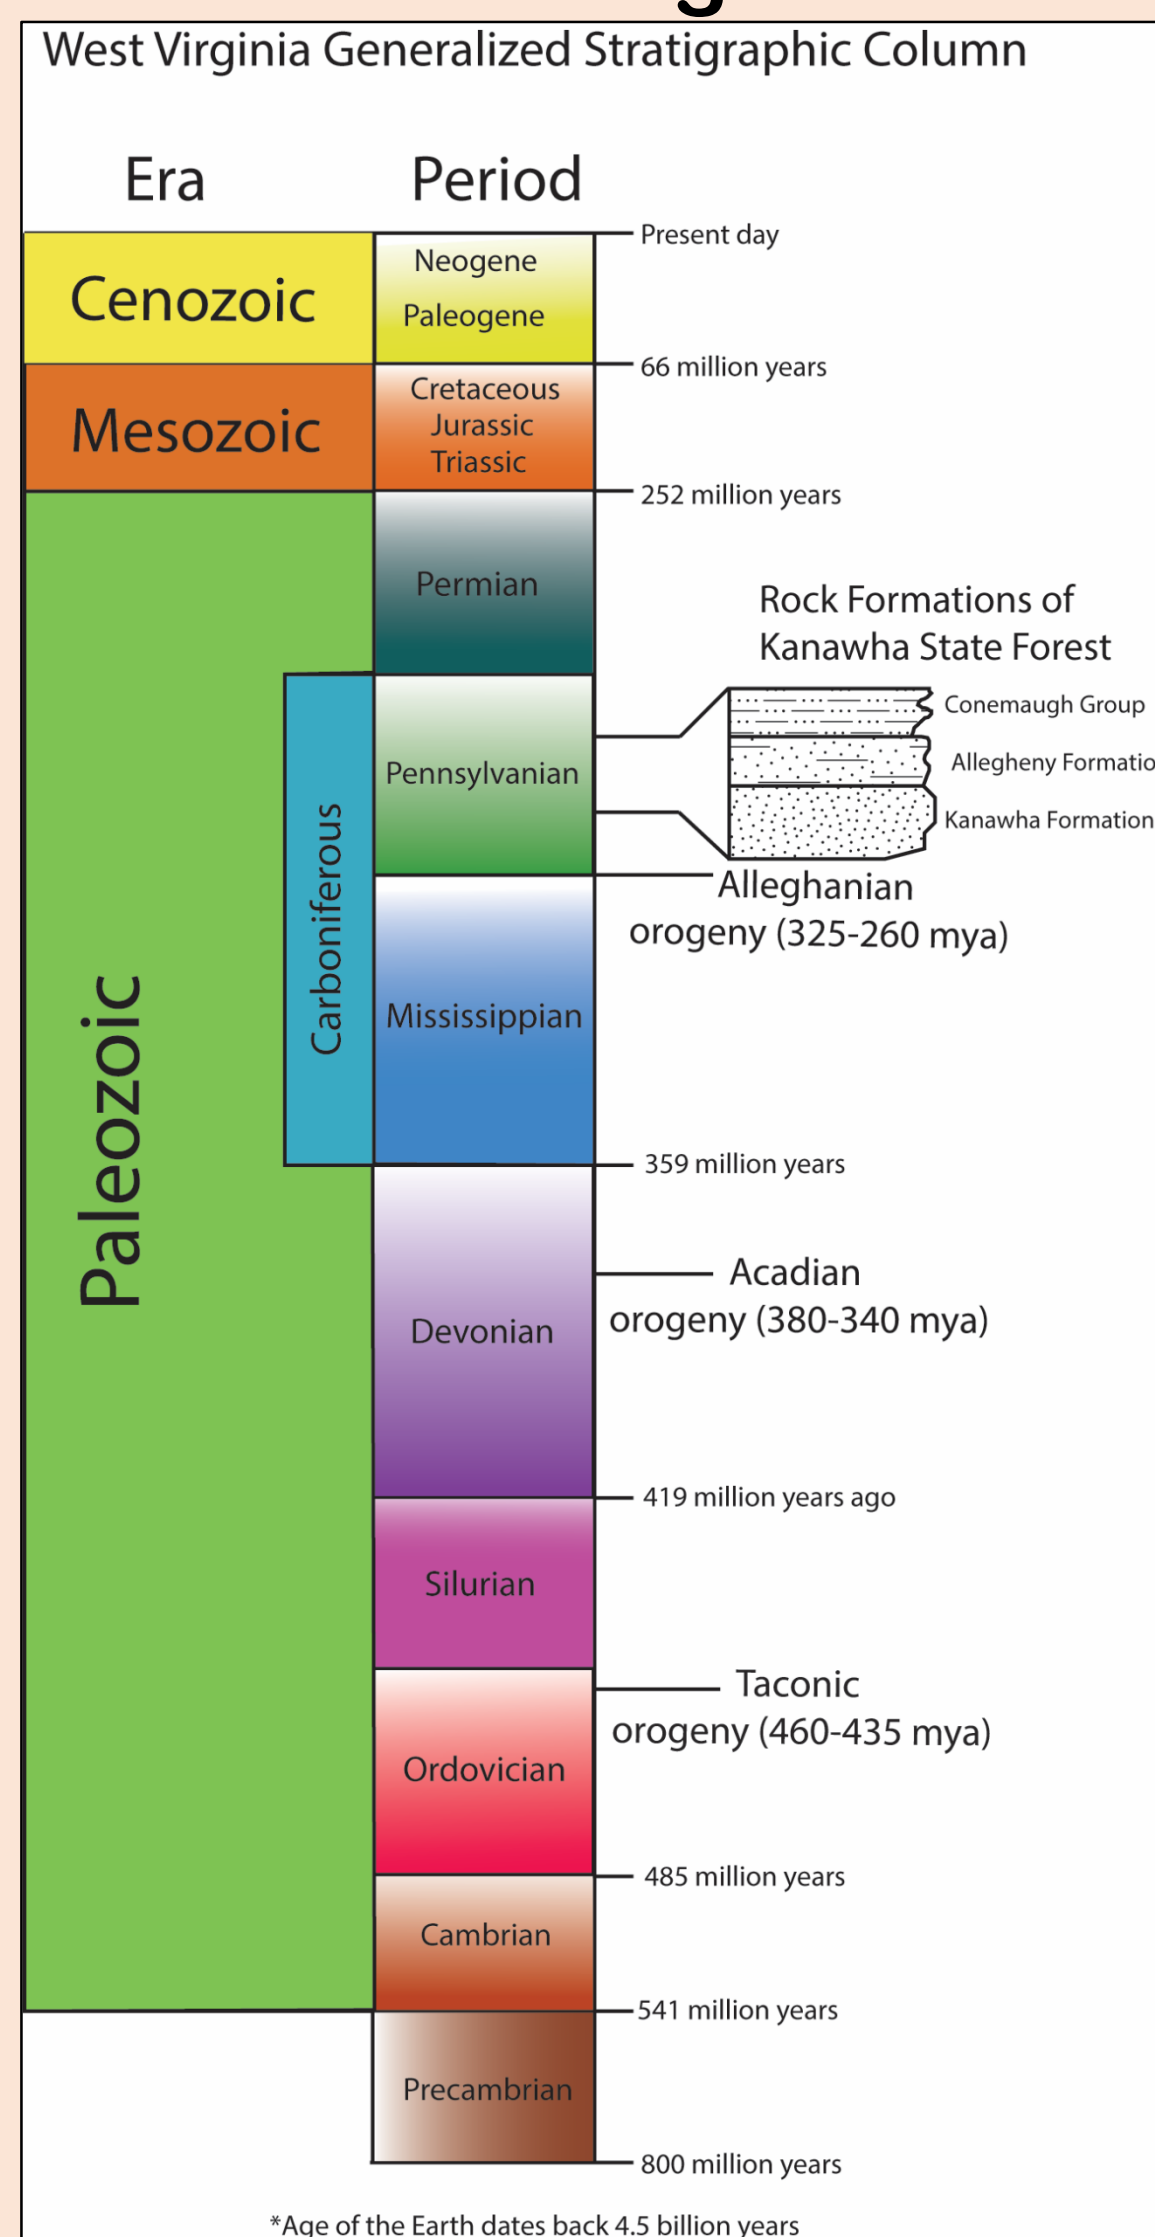 West Virginia Generalized Stratigraphic Column
Era
Period
Cenozoic
Neogene
Paleogene
Present day
66 million years
Mesozoic
Cretaceous
Jurassic
Triassic
252 million years
Paleozoic
Carboniferous
Permian
Rock Formations of
Kanawha State Forest
Conemaugh Group
Allegheny Formatio
Kanawha Formation
Pennsylvanian
Alleghanian
orogeny (325-260 mya)
Mississippian
359 million years
Acadian
orogeny (380-340 mya)
Devonian
419 million years ago
Silurian
Taconic
orogeny (460-435 mya)
Ordovician
485 million years
Cambrian
541 million years
Precambrian
800 million years
*Age of the Earth dates back 4.5 billion years